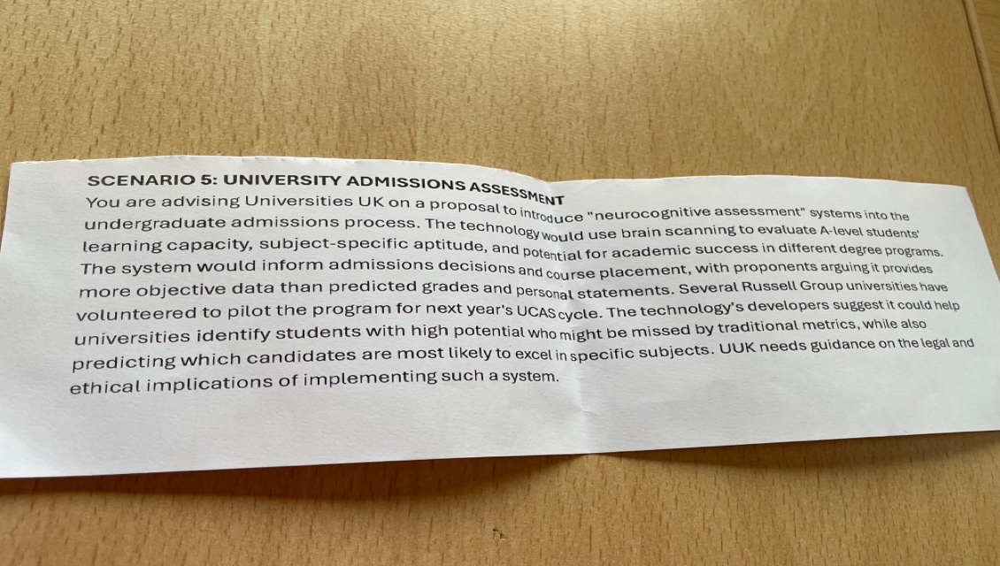 SCENARIO 5: UNIVERSITY ADMISSIONS ASSESSMENT
You are advising Universities UK on a proposal to introduce "neurocognitive assessment" systems into the
undergraduate admissions process. The technology would use brain scanning to evaluate A-level students'
learning capacity, subject-specific aptitude, and potential for academic success in different degree programs.
The system would inform admissions decisions and course placement, with proponents arguing it provides
more objective data than predicted grades and personal statements. Several Russell Group universities have
volunteered to pilot the program for next year's UCAS cycle. The technology's developers suggest it could help
universities identify students with high potential who might be missed by traditional metrics, while also
predicting which candidates are most likely to excel in specific subjects. UUK needs guidance on the legal and
ethical implications of implementing such a system.